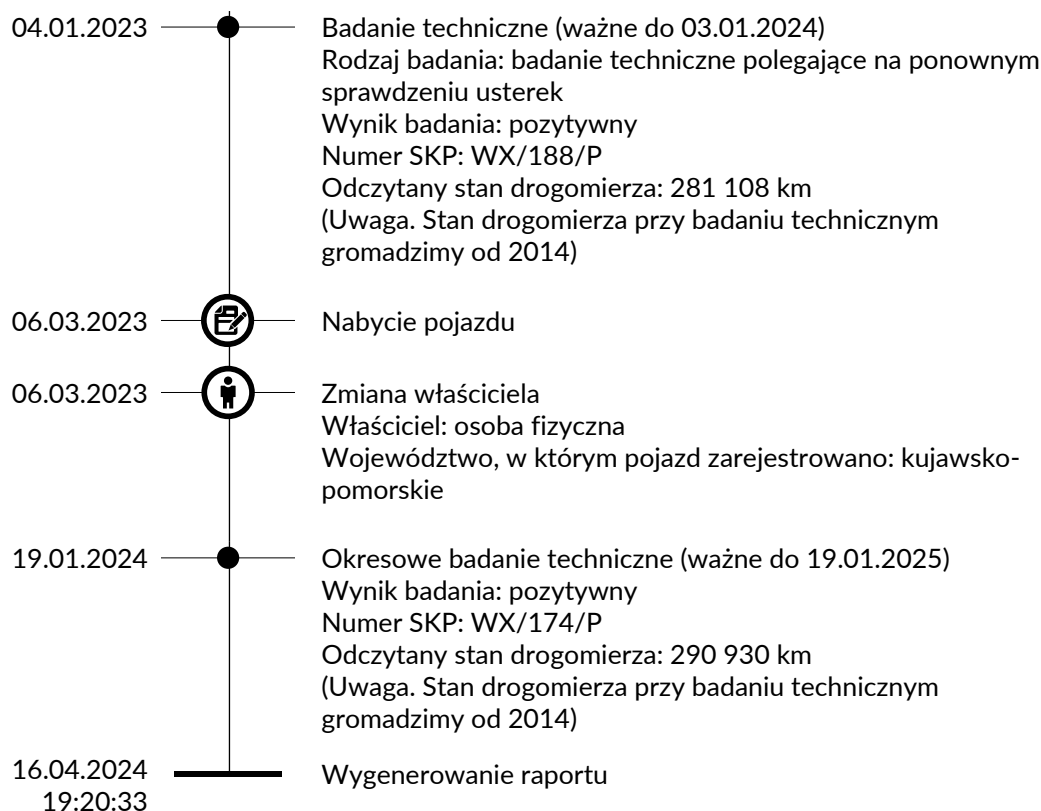 04.01.2023
Badanie techniczne (ważne do 03.01.2024)
Rodzaj badania: badanie techniczne polegające na ponownym
sprawdzeniu usterek
Wynik badania: pozytywny
Numer SKP: WX/188/P
Odczytany stan drogomierza: 281 108 km
(Uwaga. Stan drogomierza przy badaniu technicznym
gromadzimy od 2014)
06.03.2023
Nabycie pojazdu
06.03.2023
Zmiana właściciela
Właściciel: osoba fizyczna
Województwo, w którym pojazd zarejestrowano: kujawsko-
pomorskie
19.01.2024
Okresowe badanie techniczne (ważne do 19.01.2025)
Wynik badania: pozytywny
Numer SKP: WX/174/P
Odczytany stan drogomierza: 290 930 km
(Uwaga. Stan drogomierza przy badaniu technicznym
gromadzimy od 2014)
16.04.2024
19:20:33
Wygenerowanie raportu